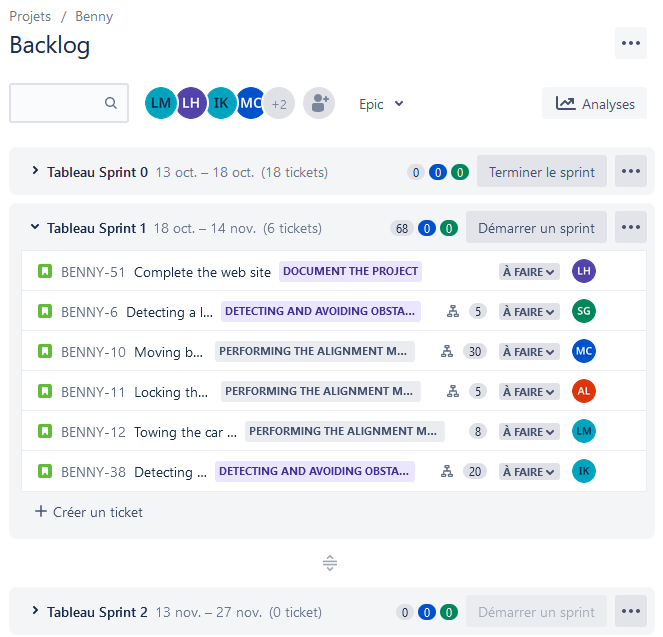 Projets / Benny
Backlog
LM LH IK MC +2 Epic Analyses
Tableau Sprint 0 13 oct. – 18 oct. (18 tickets) 0 0 0 Terminer le sprint
Tableau Sprint 1 18 oct. – 14 nov. (6 tickets) 68 0 0 Démarrer un sprint
BENNY-51 Complete the web site DOCUMENT THE PROJECT À FAIRE LH
BENNY-6 Detecting a l... DETECTING AND AVOIDING OBSTA... 5 À FAIRE SG
BENNY-10 Moving b... PERFORMING THE ALIGNMENT M... 30 À FAIRE MC
BENNY-11 Locking th... PERFORMING THE ALIGNMENT M... 5 À FAIRE AL
BENNY-12 Towing the car ... PERFORMING THE ALIGNMENT M... 8 À FAIRE LM
BENNY-38 Detecting ... DETECTING AND AVOIDING OBSTA... 20 À FAIRE IK
+ Créer un ticket
Tableau Sprint 2 13 nov. – 27 nov. (0 ticket) 0 0 0 Démarrer un sprint